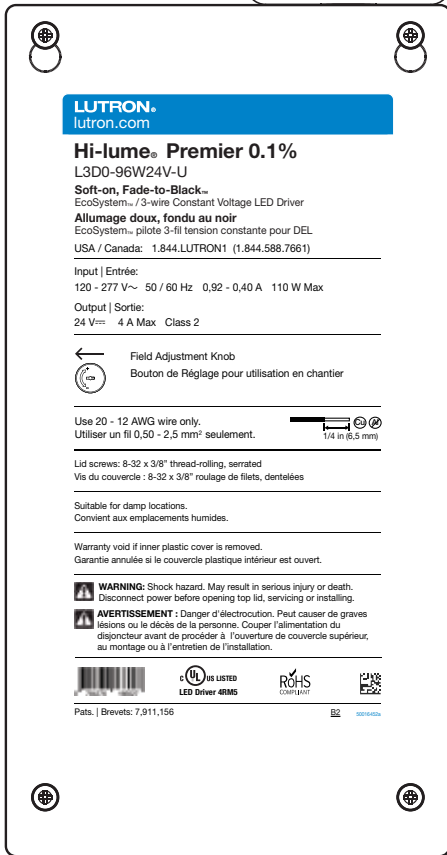 LUTRON®
lutron.com
Hi-lume® Premier 0.1%
L3D0-96W24V-U
Soft-on, Fade-to-Black™
EcoSystem™ / 3-wire Constant Voltage LED Driver
Allumage doux, fondu au noir
EcoSystem™ pilote 3-fil tension constante pour DEL
USA / Canada: 1.844.LUTRON1 (1.844.588.7661)
Input | Entrée:
120 - 277 V~ 50 / 60 Hz 0,92 - 0,40 A 110 W Max
Output | Sortie:
24 V⎓ 4 A Max Class 2
Field Adjustment Knob
Bouton de Réglage pour utilisation en chantier
Use 20 - 12 AWG wire only.
Utiliser un fil 0,50 - 2,5 mm² seulement.
Cu Al
1/4 in (6,5 mm)
Lid screws: 8-32 x 3/8” thread-rolling, serrated
Vis du couvercle : 8-32 x 3/8” roulage de filets, dentelées
Suitable for damp locations.
Convient aux emplacements humides.
Warranty void if inner plastic cover is removed.
Garantie annulée si le couvercle plastique intérieur est ouvert.
WARNING: Shock hazard. May result in serious injury or death.
Disconnect power before opening top lid, servicing or installing.
AVERTISSEMENT : Danger d'électrocution. Peut causer de graves
lésions ou le décès de la personne. Couper l'alimentation du
disjoncteur avant de procéder à l'ouverture de couvercle supérieur,
au montage ou à l'entretien de l'installation.
C UL US LISTED
LED Driver 4RM5
RoHS
COMPLIANT
Pats. | Brevets: 7,911,156
B2
50016452a